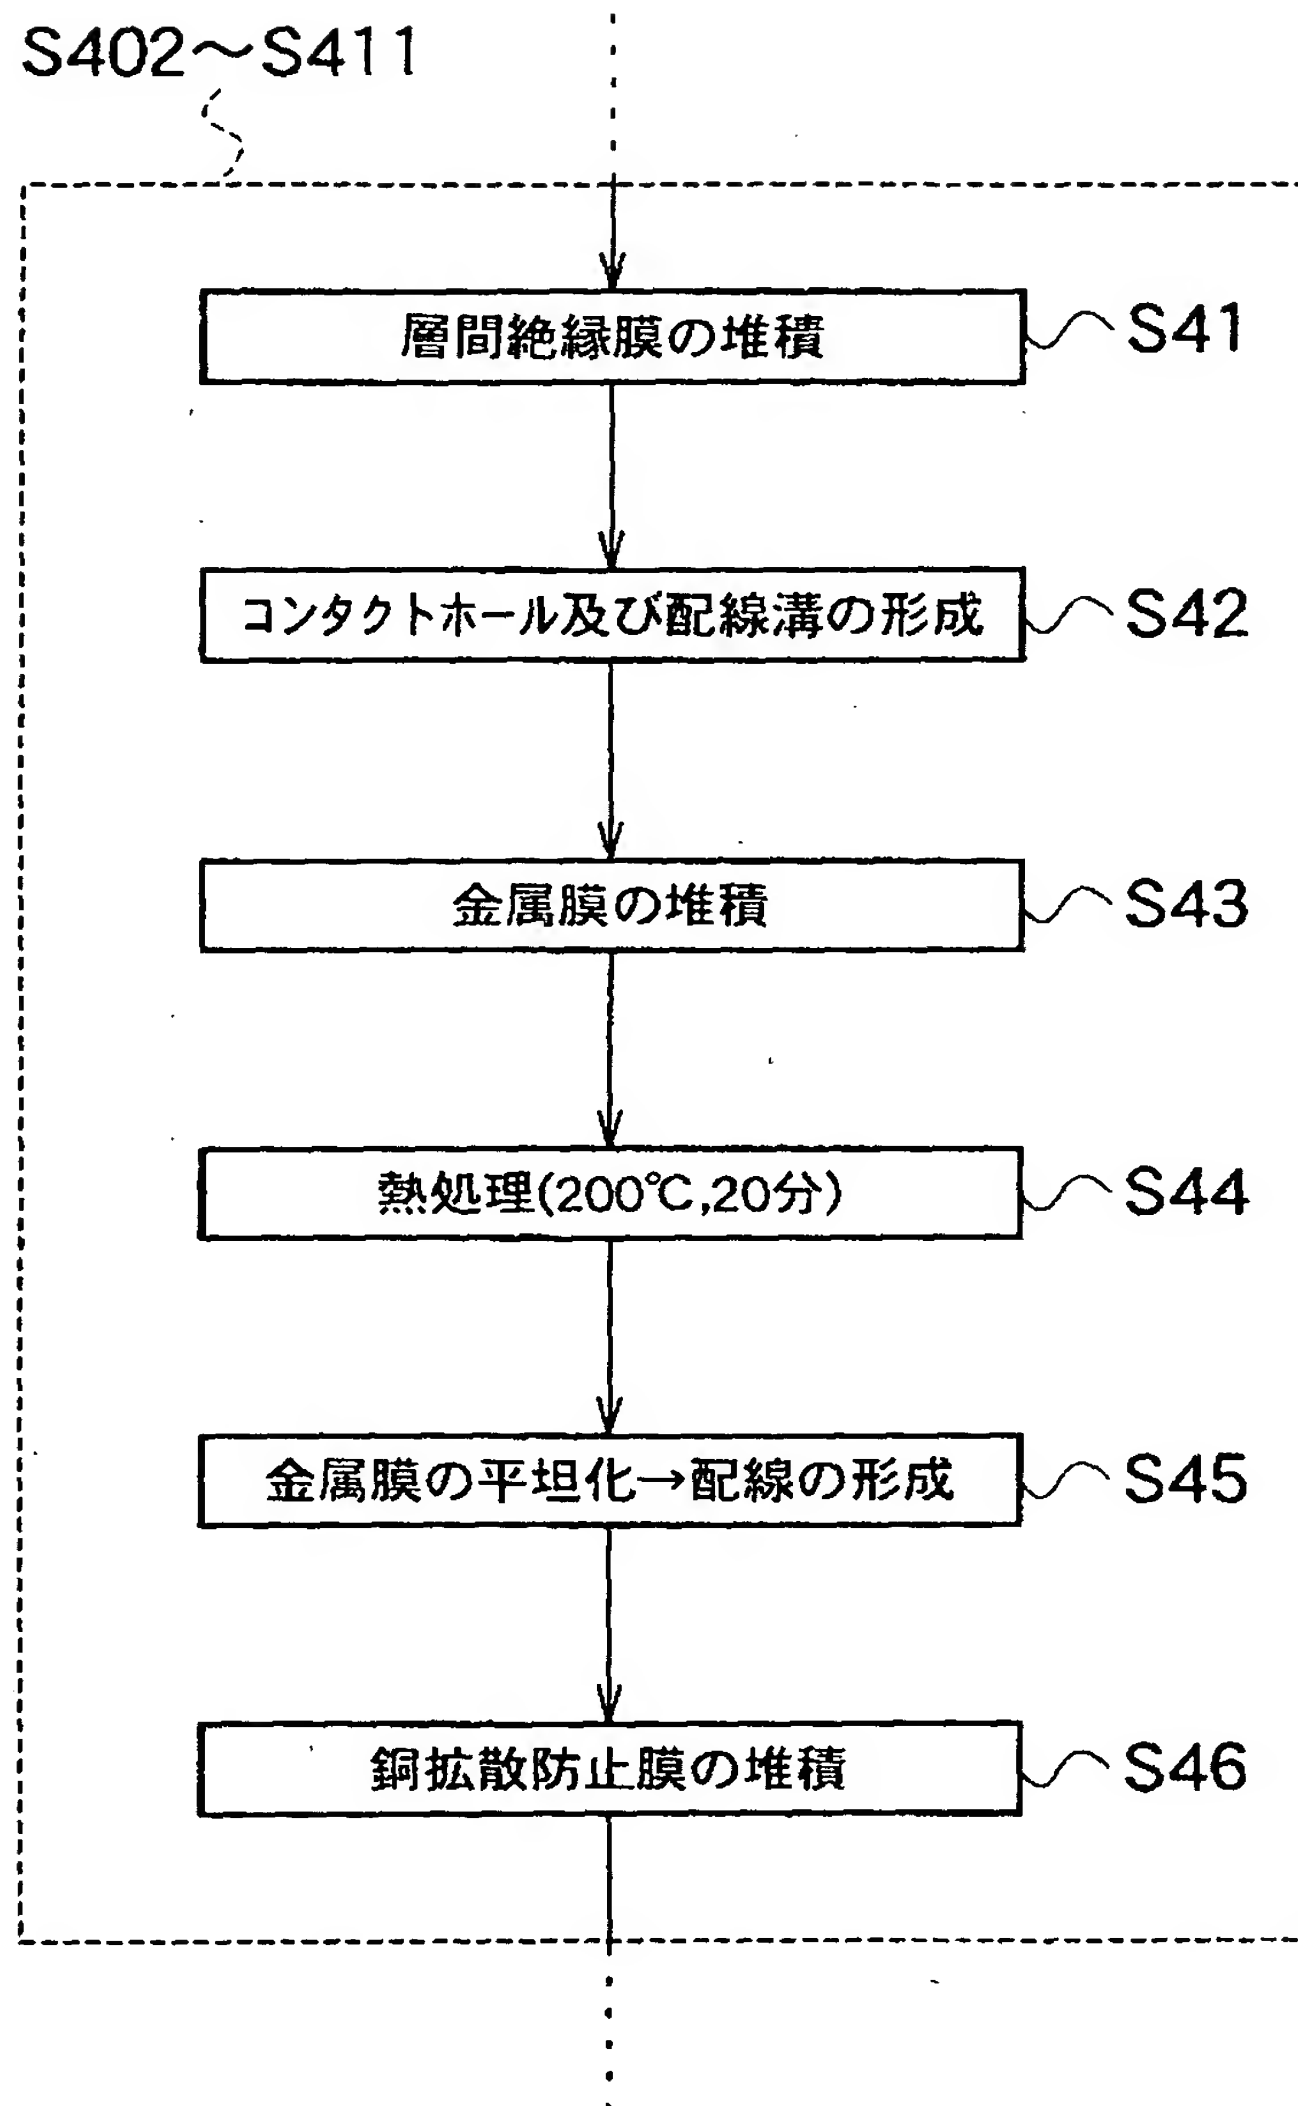 S402～S411
層間絶縁膜の堆積 S41
コンタクトホール及び配線溝の形成 S42
金属膜の堆積 S43
熱処理(200℃,20分) S44
金属膜の平坦化→配線の形成 S45
銅拡散防止膜の堆積 S46